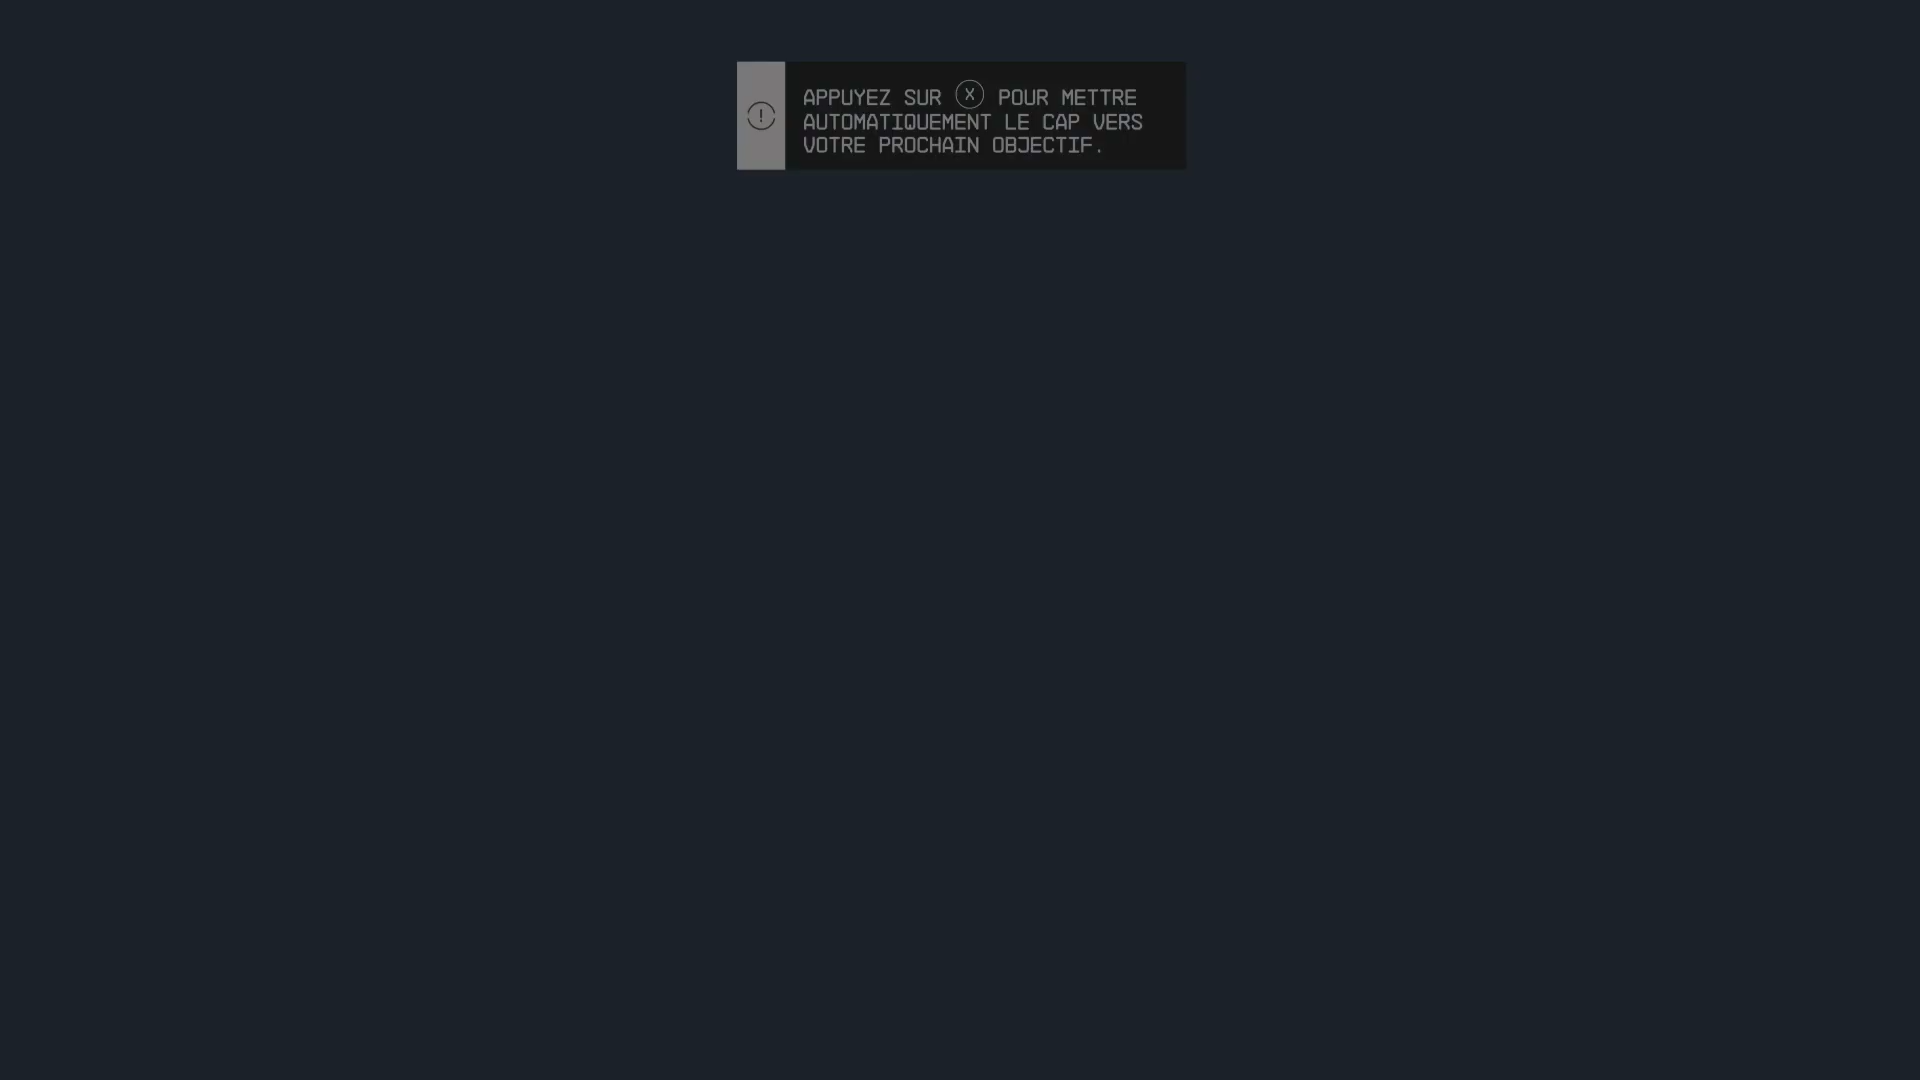 APPUYEZ SUR X POUR METTRE
AUTOMATIQUEMENT LE CAP VERS
VOTRE PROCHAIN OBJECTIF.